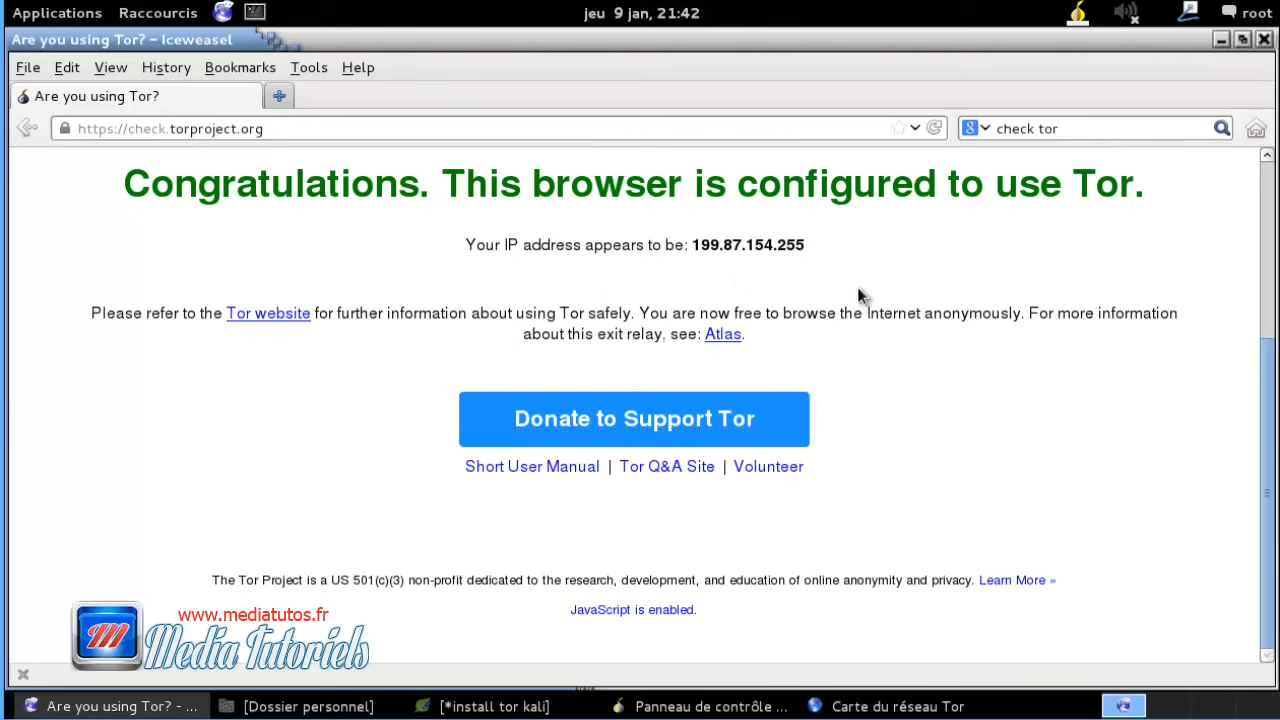 Applications Raccourcis jeu 9 jan, 21:42 root
Are you using Tor? - Iceweasel
File Edit View History Bookmarks Tools Help
Are you using Tor?
https://check.torproject.org check tor
Congratulations. This browser is configured to use Tor.
Your IP address appears to be: 199.87.154.255
Please refer to the Tor website for further information about using Tor safely. You are now free to browse the Internet anonymously. For more information
about this exit relay, see: Atlas.
Donate to Support Tor
Short User Manual | Tor Q&A Site | Volunteer
The Tor Project is a US 501(c)(3) non-profit dedicated to the research, development, and education of online anonymity and privacy. Learn More »
JavaScript is enabled.
www.mediatutos.fr
Media Tutoriels
Are you using Tor? - ... [Dossier personnel] [*install tor kali] Panneau de contrôle ... Carte du réseau Tor